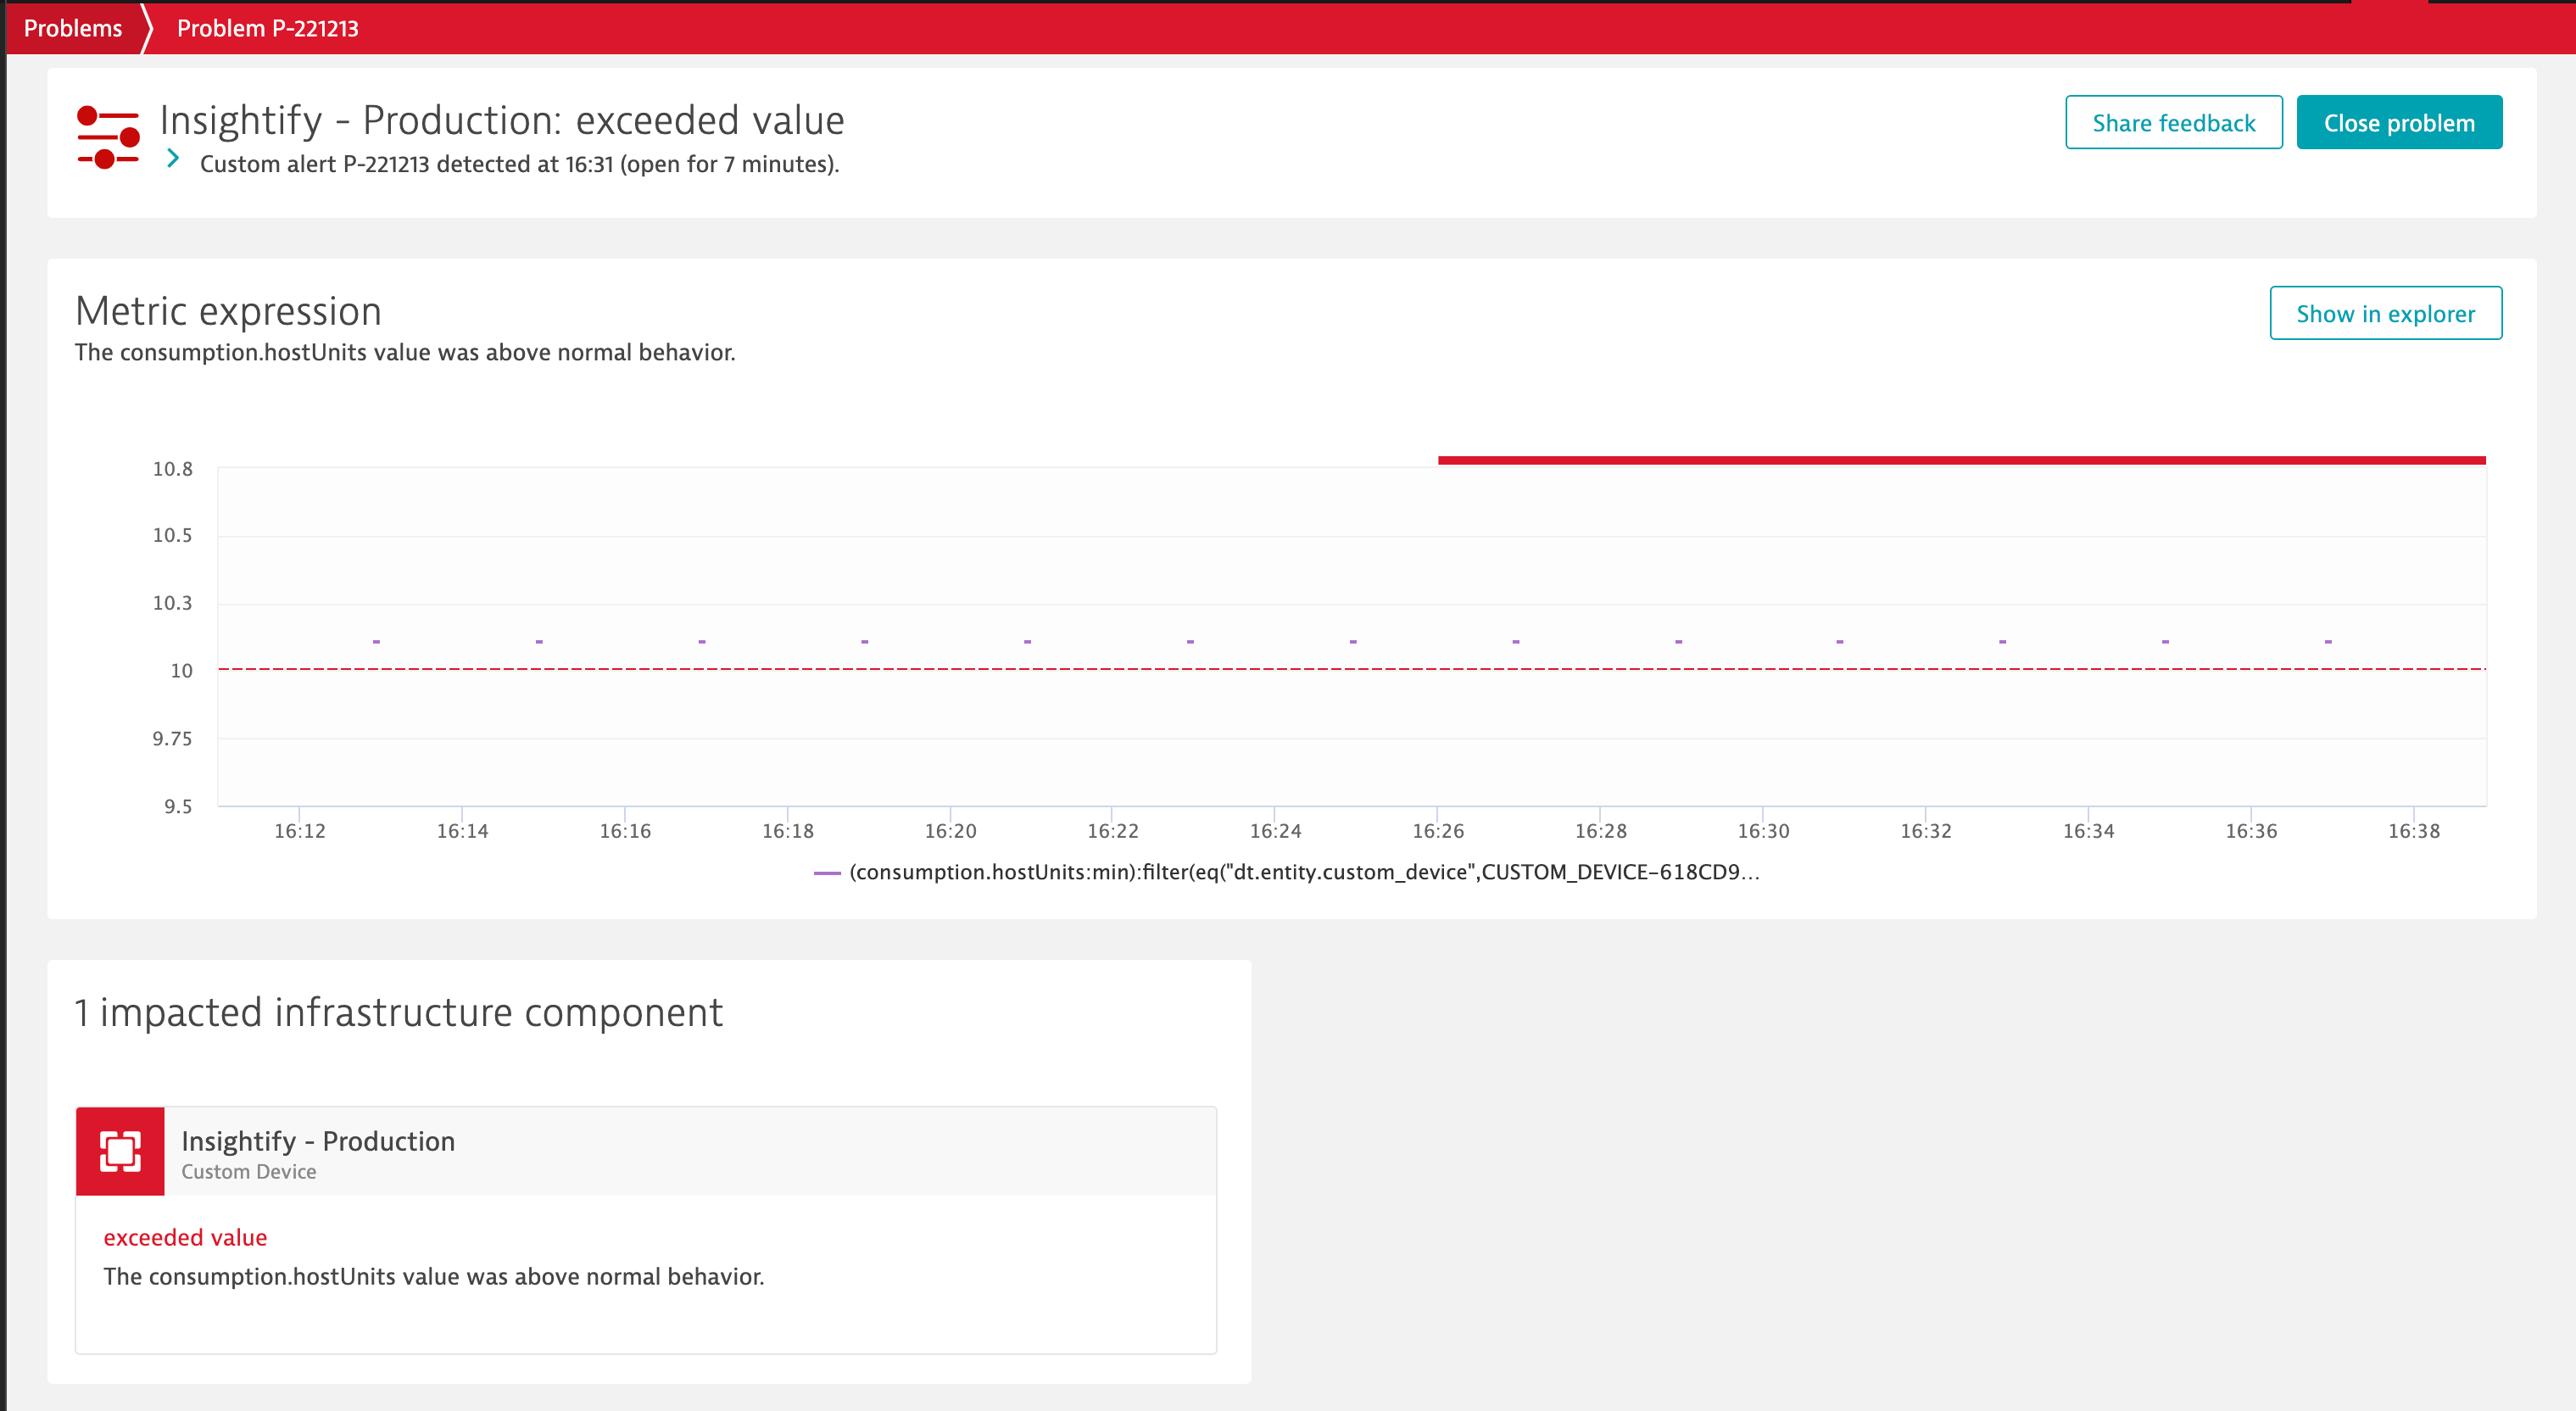 Problems
Problem P-221213
Insightify - Production: exceeded value
Custom alert P-221213 detected at 16:31 (open for 7 minutes).
Share feedback
Close problem
Metric expression
The consumption.hostUnits value was above normal behavior.
Show in explorer
10.8
10.5
10.3
10
9.75
9.5
16:12 16:14 16:16 16:18 16:20 16:22 16:24 16:26 16:28 16:30 16:32 16:34 16:36 16:38
(consumption.hostUnits:min):filter(eq("dt.entity.custom_device",CUSTOM_DEVICE-618CD9...
1 impacted infrastructure component
Insightify - Production
Custom Device
exceeded value
The consumption.hostUnits value was above normal behavior.